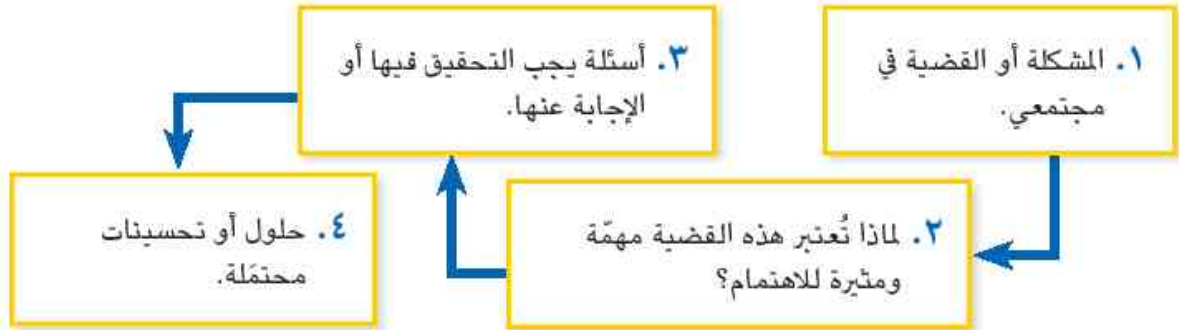 ١. المشكلة أو القضية في
مجتمعي.
٢. لماذا تُعتبر هذه القضية مهمّة
ومثيرة للاهتمام؟
٣. أسئلة يجب التحقيق فيها أو
الإجابة عنها.
٤. حلول أو تحسينات
محتمَلة.